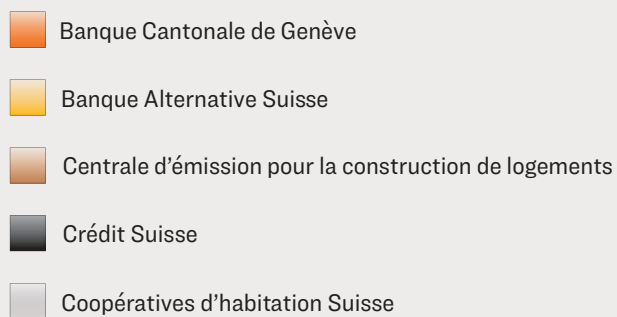 Banque Cantonale de Genève
Banque Alternative Suisse
Centrale d’émission pour la construction de logements
Crédit Suisse
Coopératives d’habitation Suisse